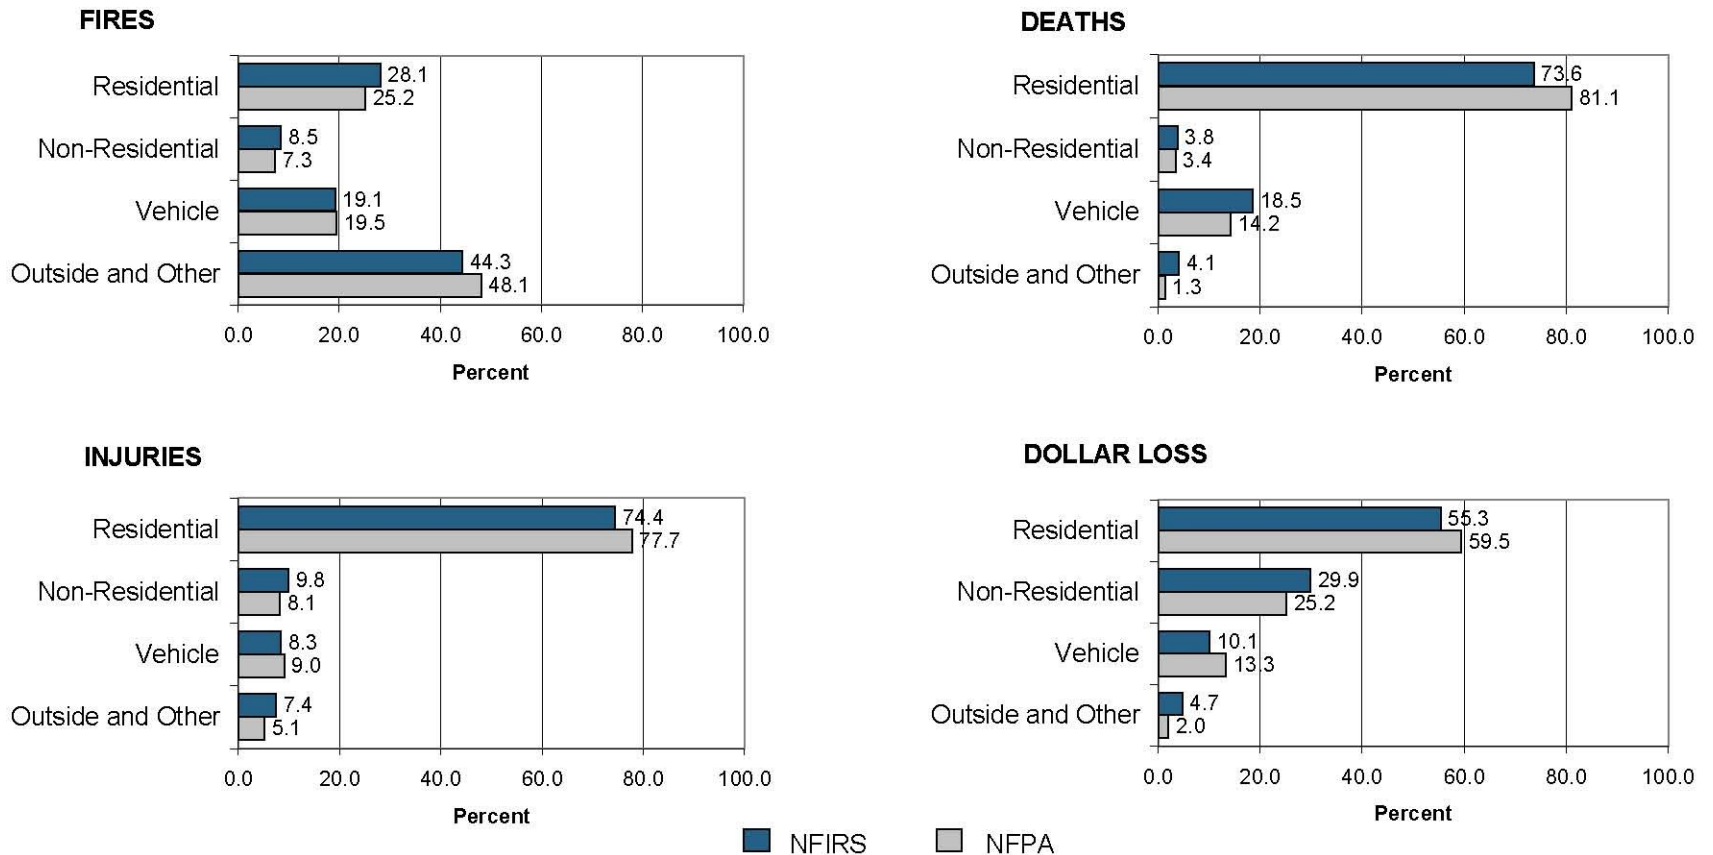 FIRES
Residential
28.1
25.2
Non-Residential
8.5
7.3
Vehicle
19.1
19.5
Outside and Other
44.3
48.1
0.0 20.0 40.0 60.0 80.0 100.0
Percent
DEATHS
Residential
73.6
81.1
Non-Residential
3.8
3.4
Vehicle
18.5
14.2
Outside and Other
4.1
1.3
0.0 20.0 40.0 60.0 80.0 100.0
Percent
INJURIES
Residential
74.4
77.7
Non-Residential
9.8
8.1
Vehicle
8.3
9.0
Outside and Other
7.4
5.1
0.0 20.0 40.0 60.0 80.0 100.0
Percent
DOLLAR LOSS
Residential
55.3
59.5
Non-Residential
29.9
25.2
Vehicle
10.1
13.3
Outside and Other
4.7
2.0
0.0 20.0 40.0 60.0 80.0 100.0
Percent
NFIRS NFPA